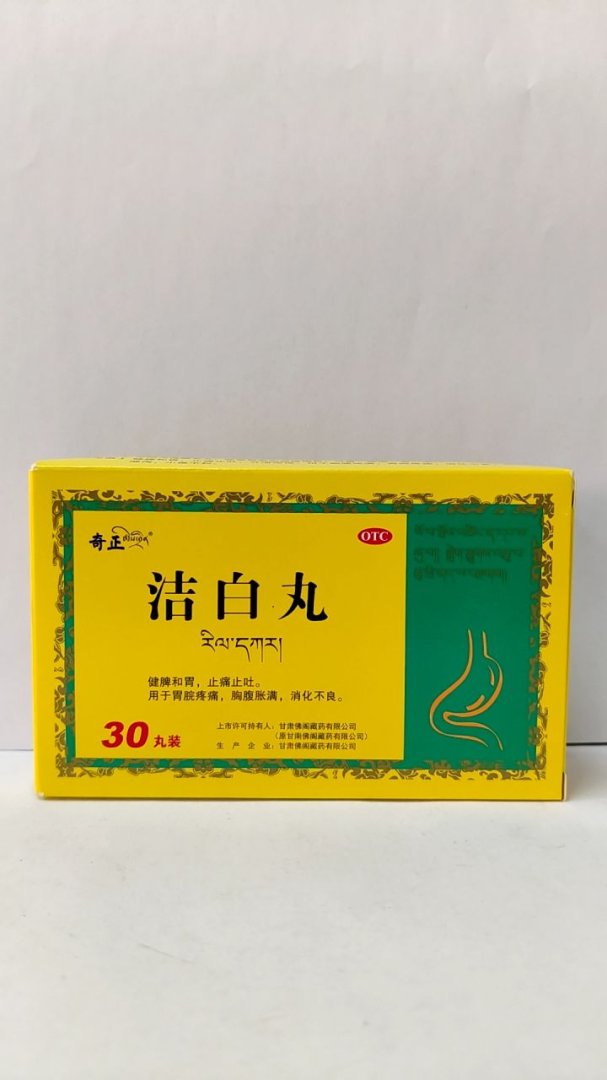 奇正®
OTC
洁白丸
རིལ་དཀར།
健脾和胃，止痛止吐。
用于胃脘疼痛，胸腹胀满，消化不良。
30丸装
上市许可持有人：甘肃佛阁藏药有限公司
（原甘南佛阁藏药有限公司）
生产企业：甘肃佛阁藏药有限公司